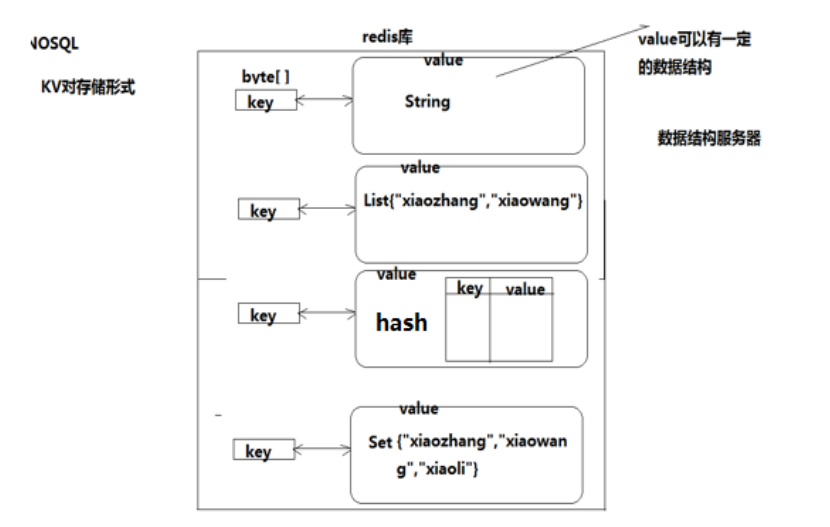 NOSQL
KV对存储形式
redis库
value可以有一定
的数据结构
数据结构服务器
byte[ ]
key
value
String
key
value
List{"xiaozhang","xiaowang"}
key
value
hash
key value
key
value
Set {"xiaozhang","xiaowan
g","xiaoli"}